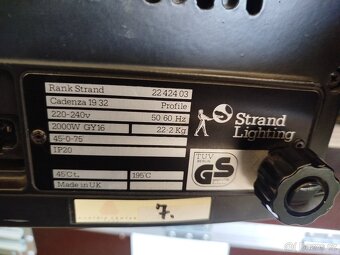 Rank Strand 22 424 03
Cadenza 19 32 Profile
220-240v 50 60 Hz
2000W GY16 22·2 Kg
45-0-75
IP20
45Ct. 195°C
Made in UK
Strand
Lighting
TÜV
GS
7.